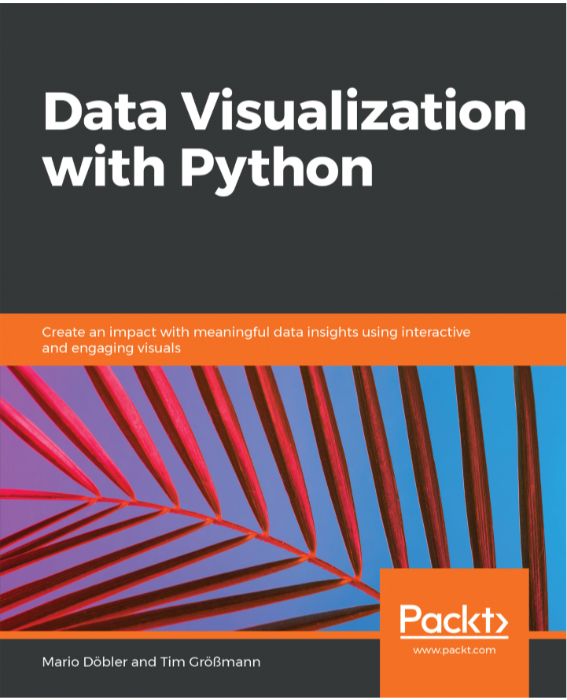 Data Visualization
with Python
Create an impact with meaningful data insights using interactive
and engaging visuals
Packt>
www.packt.com
Mario Döbler and Tim Größmann